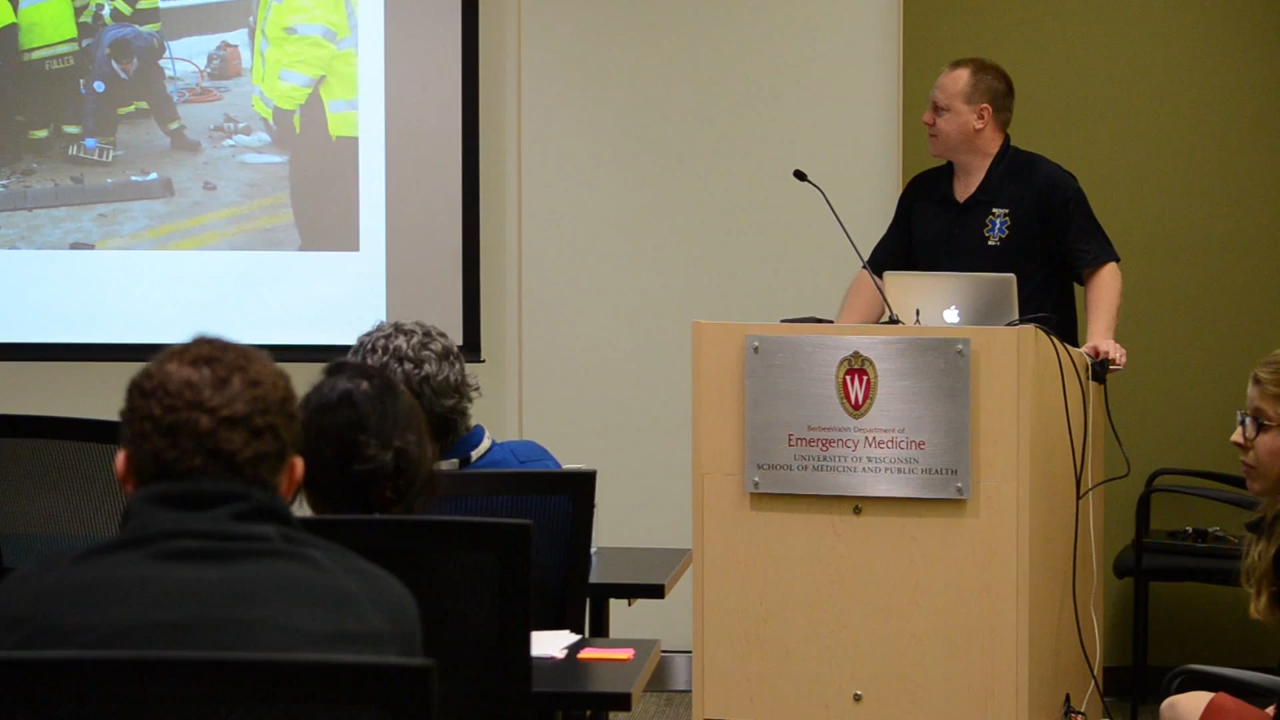 FULLER
W
BerbeeWalsh Department of
Emergency Medicine
UNIVERSITY OF WISCONSIN
SCHOOL OF MEDICINE AND PUBLIC HEALTH